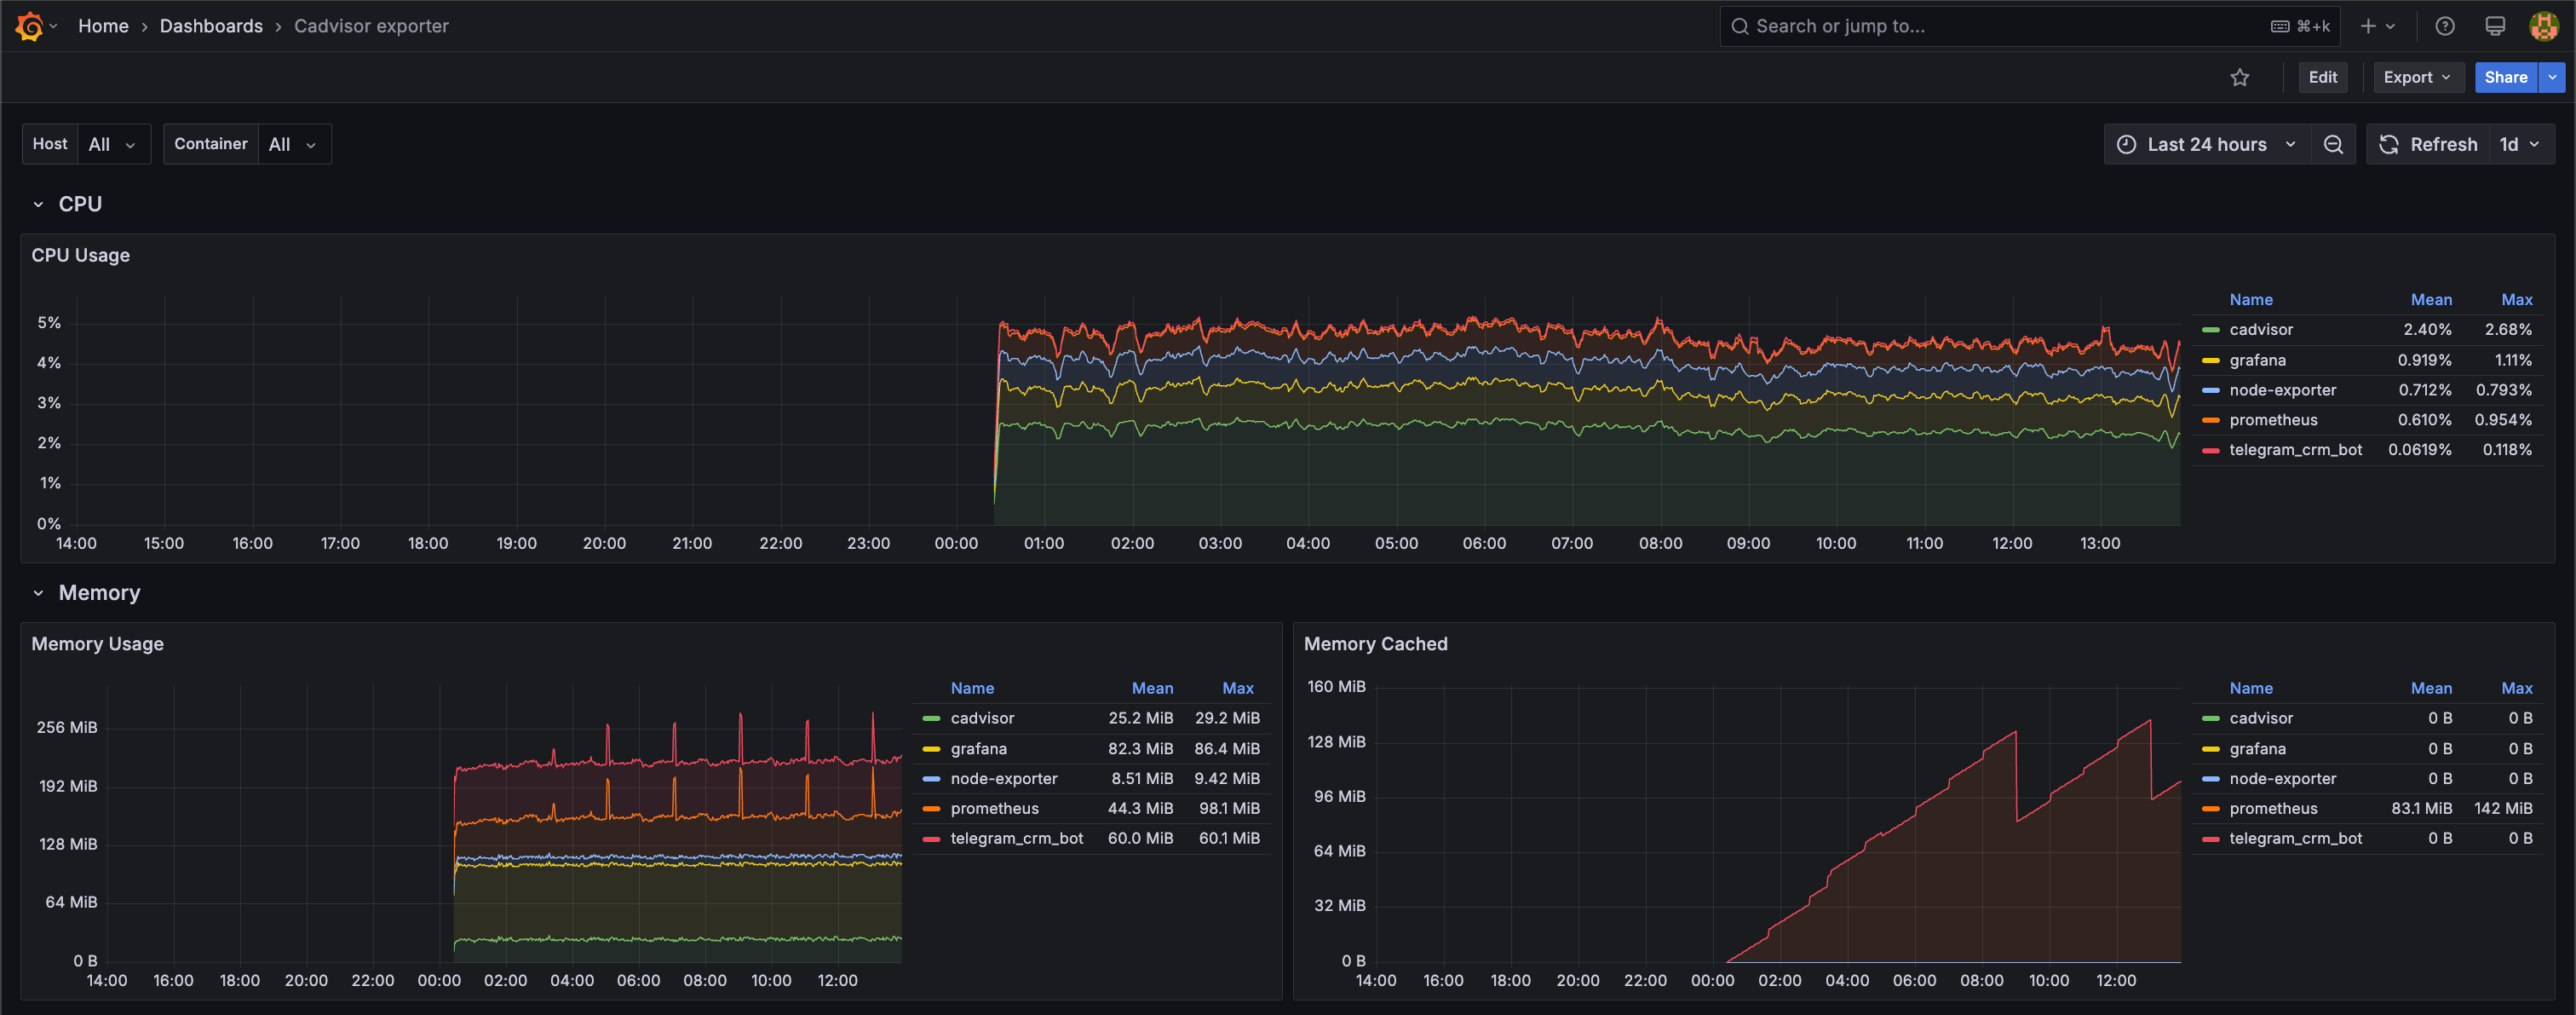 Home › Dashboards › Cadvisor exporter
Search or jump to... ⌘+k
Edit Export Share
Host All Container All
Last 24 hours Refresh 1d
CPU
CPU Usage
5%
4%
3%
2%
1%
0%
14:00 15:00 16:00 17:00 18:00 19:00 20:00 21:00 22:00 23:00 00:00 01:00 02:00 03:00 04:00 05:00 06:00 07:00 08:00 09:00 10:00 11:00 12:00 13:00
Name Mean Max
cadvisor 2.40% 2.68%
grafana 0.919% 1.11%
node-exporter 0.712% 0.793%
prometheus 0.610% 0.954%
telegram_crm_bot 0.0619% 0.118%
Memory
Memory Usage
256 MiB
192 MiB
128 MiB
64 MiB
0 B
14:00 16:00 18:00 20:00 22:00 00:00 02:00 04:00 06:00 08:00 10:00 12:00
Name Mean Max
cadvisor 25.2 MiB 29.2 MiB
grafana 82.3 MiB 86.4 MiB
node-exporter 8.51 MiB 9.42 MiB
prometheus 44.3 MiB 98.1 MiB
telegram_crm_bot 60.0 MiB 60.1 MiB
Memory Cached
160 MiB
128 MiB
96 MiB
64 MiB
32 MiB
0 B
14:00 16:00 18:00 20:00 22:00 00:00 02:00 04:00 06:00 08:00 10:00 12:00
Name Mean Max
cadvisor 0 B 0 B
grafana 0 B 0 B
node-exporter 0 B 0 B
prometheus 83.1 MiB 142 MiB
telegram_crm_bot 0 B 0 B